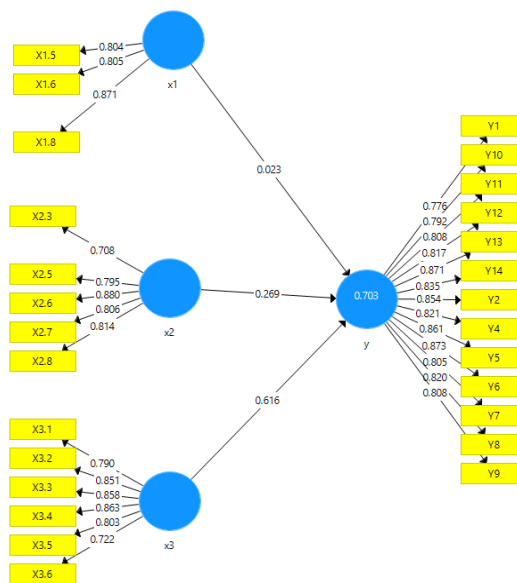 X1.5
X1.6
X1.8
0.804
0.805
0.871
x1
0.023
X2.3
X2.5
X2.6
X2.7
X2.8
0.708
0.795
0.880
0.806
0.814
x2
0.269
X3.1
X3.2
X3.3
X3.4
X3.5
X3.6
0.790
0.851
0.858
0.863
0.803
0.722
x3
0.616
0.703
y
0.776
0.792
0.808
0.817
0.871
0.835
0.854
0.821
0.861
0.873
0.805
0.820
0.808
Y1
Y10
Y11
Y12
Y13
Y14
Y2
Y4
Y5
Y6
Y7
Y8
Y9